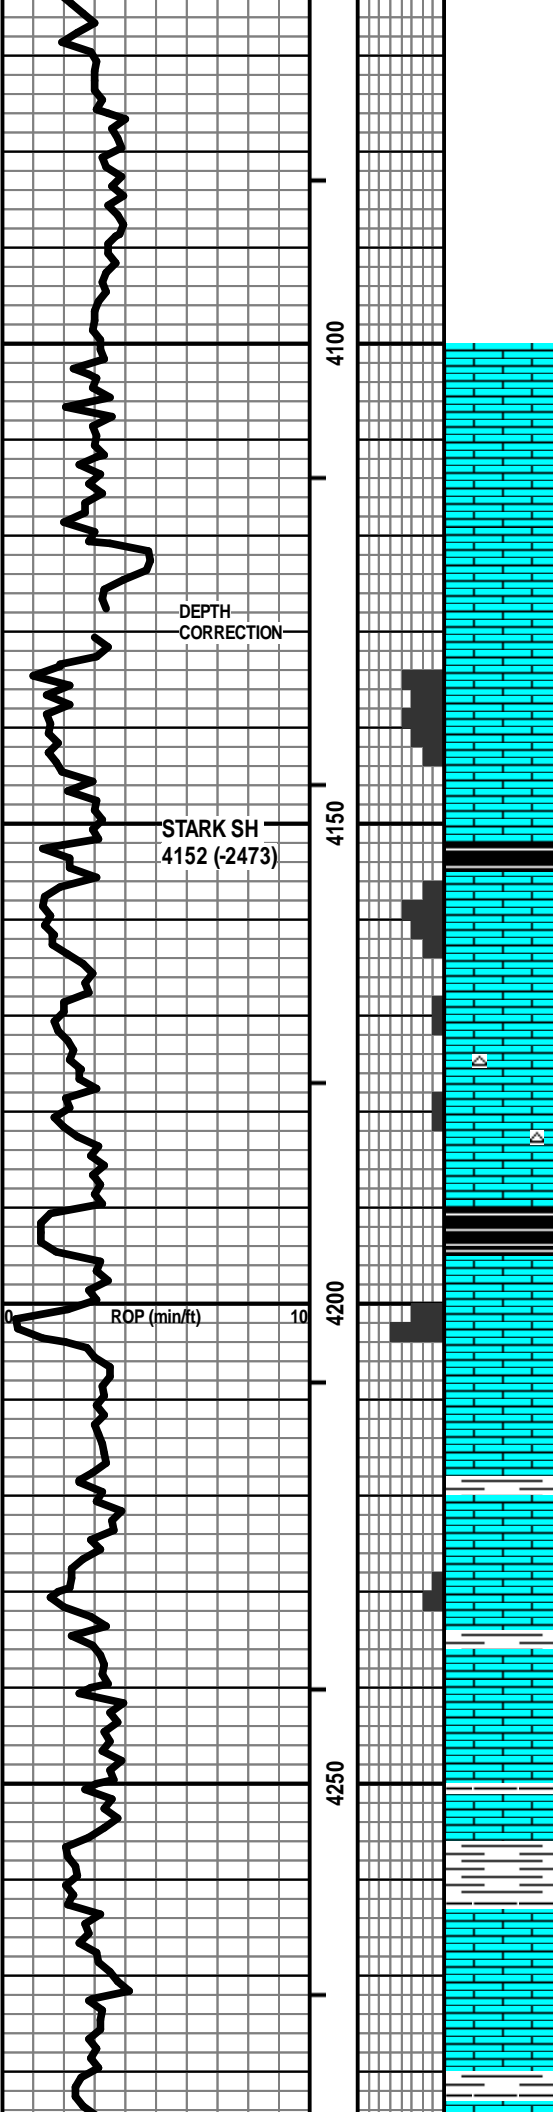 4100
DEPTH
CORRECTION
4150
STARK SH
4152 (-2473)
4200
0 ROP (min/ft) 10
4250